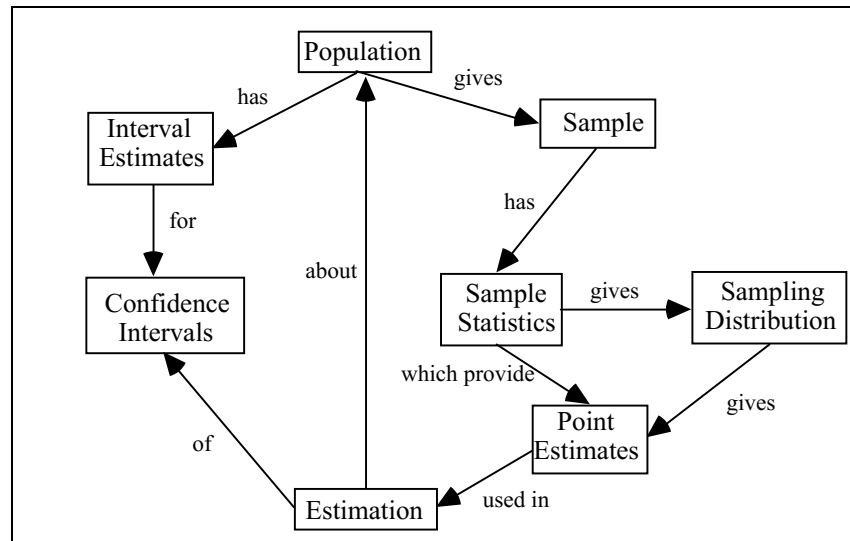 Population
gives
has
Sample
Interval
Estimates
has
for
about
Confidence
Intervals
Sample
Statistics
gives
Sampling
Distribution
which provide
gives
Point
Estimates
of
used in
Estimation